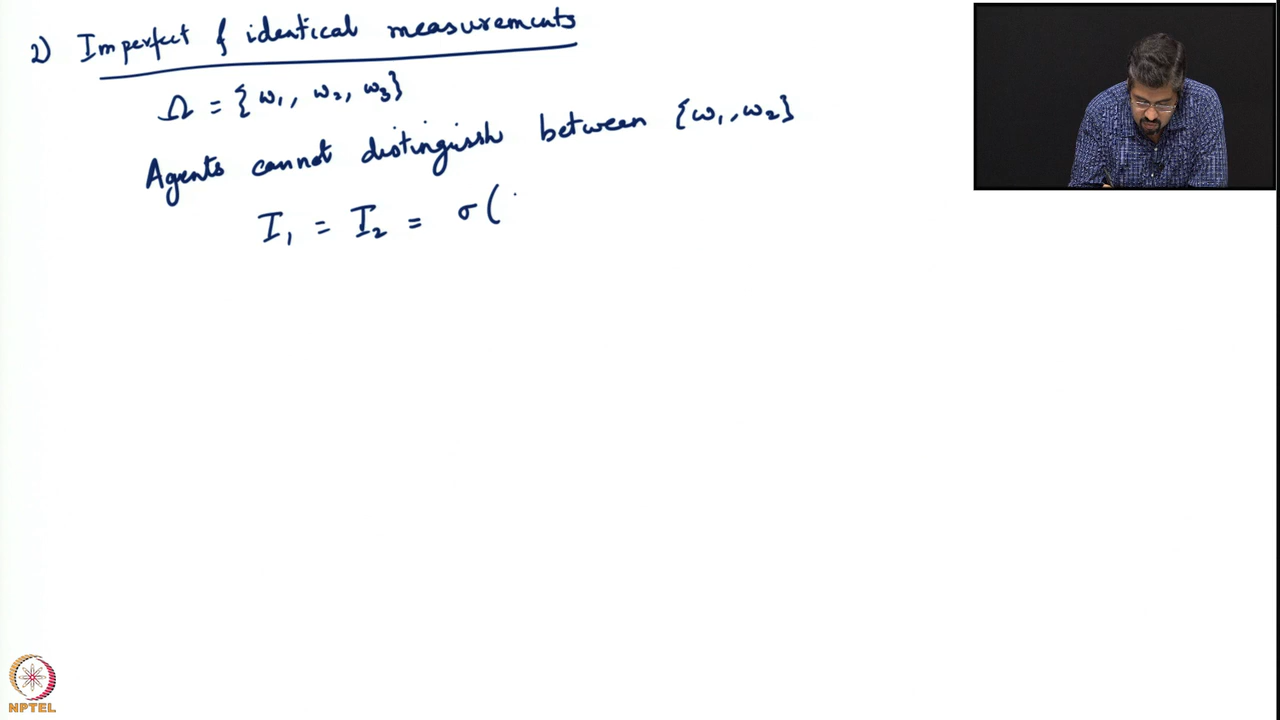 2) Imperfect & identical measurements
Ω = {ω₁, ω₂, ω₃}
Agents cannot distinguish between {ω₁, ω₂}
I₁ = I₂ = σ(
NPTEL